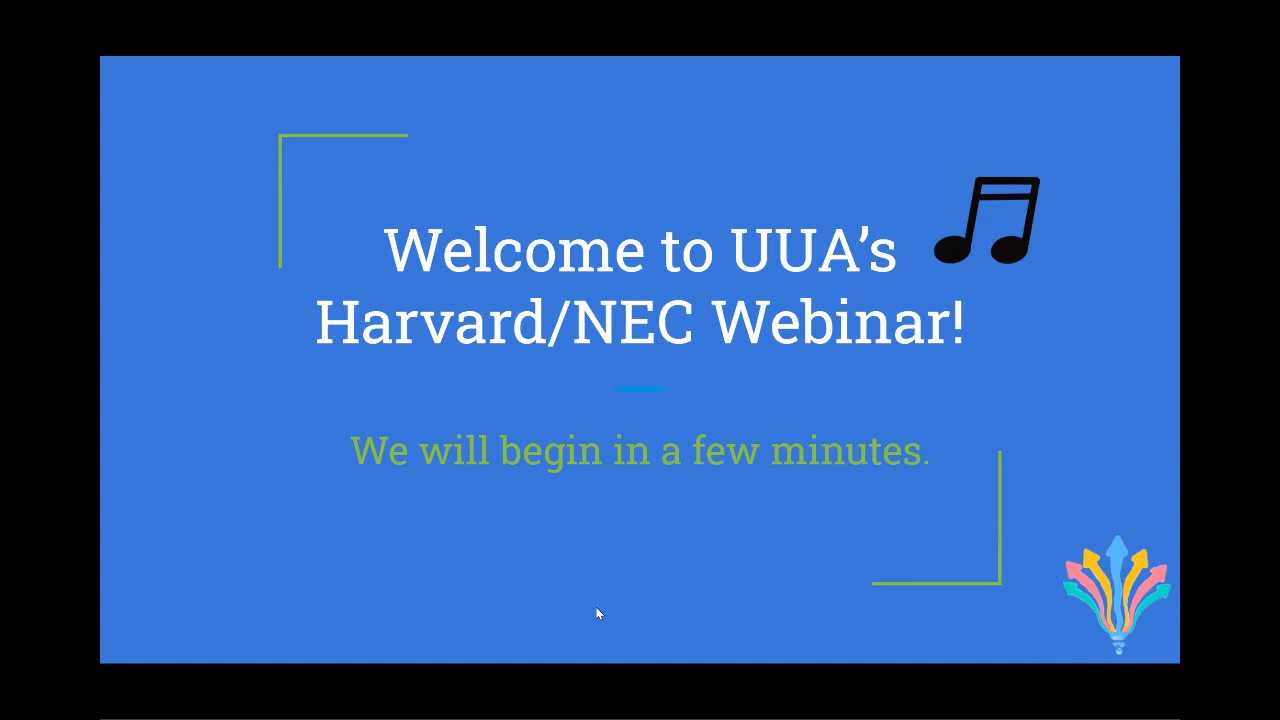 Welcome to UUA’s
Harvard/NEC Webinar!
We will begin in a few minutes.